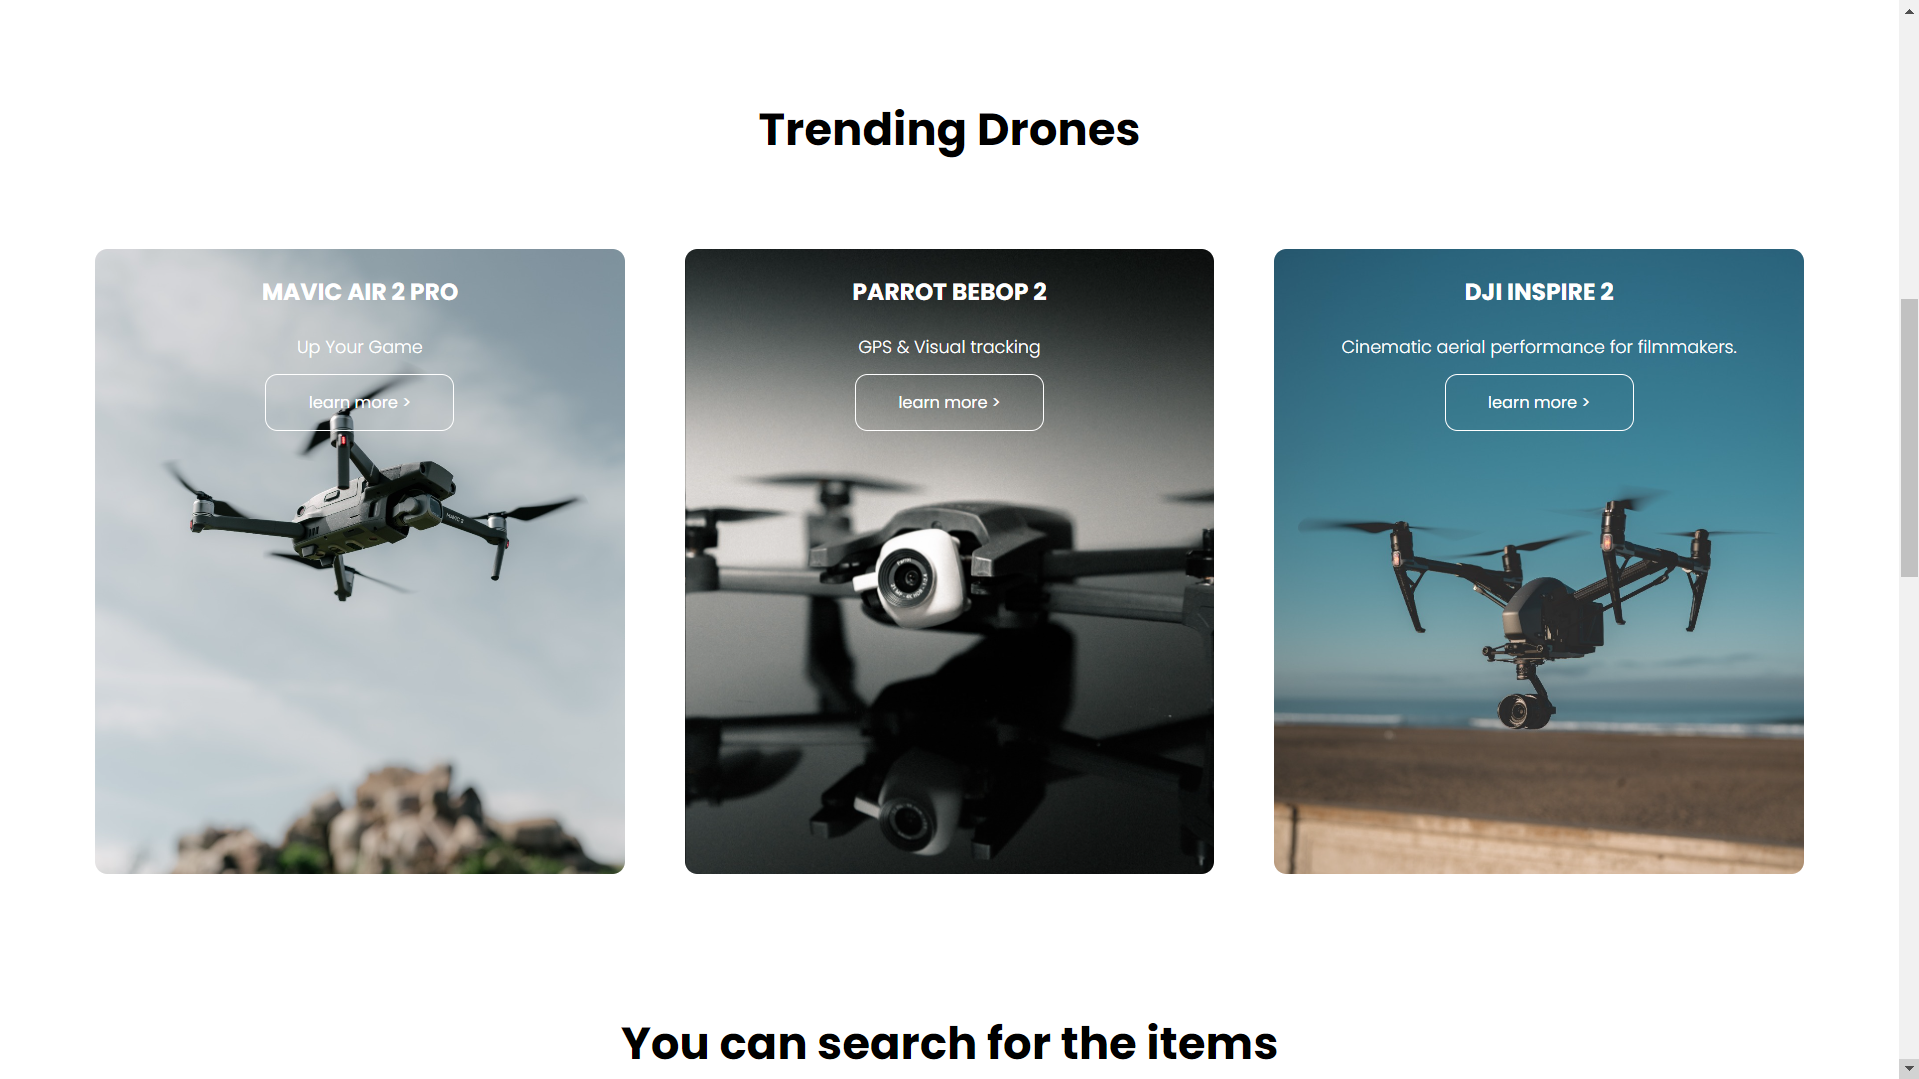 Trending Drones
MAVIC AIR 2 PRO
Up Your Game
learn more >
PARROT BEBOP 2
GPS & Visual tracking
learn more >
DJI INSPIRE 2
Cinematic aerial performance for filmmakers.
learn more >
You can search for the items